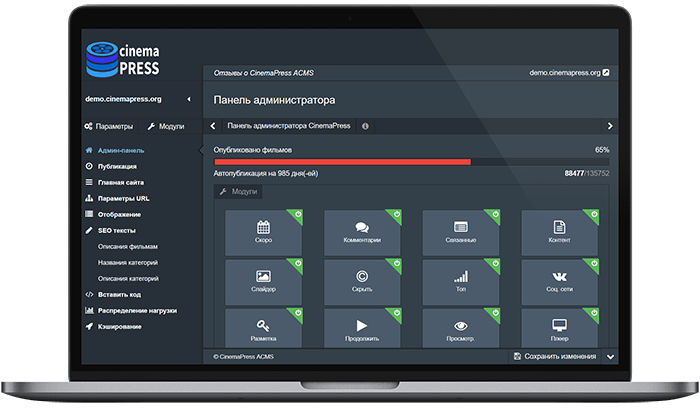 cinema
PRESS
Отзывы о CinemaPress ACMS
demo.cinemapress.org
demo.cinemapress.org
Панель администратора
Параметры
Модули
Панель администратора CinemaPress
Админ-панель
Публикация
Главная сайта
Параметры URL
Отображение
SEO тексты
Описания фильмам
Названия категорий
Описания категорий
Вставить код
Распределение нагрузки
Кэширование
Опубликовано фильмов
65%
Автопубликация на 985 дня(-ей)
88477/135752
Модули
Скоро
Комментарии
Связанные
Контент
Слайдер
Скрыть
Топ
Соц. сети
Разметка
Продолжить
Просмотр.
Плеер
© CinemaPress ACMS
Сохранить изменения